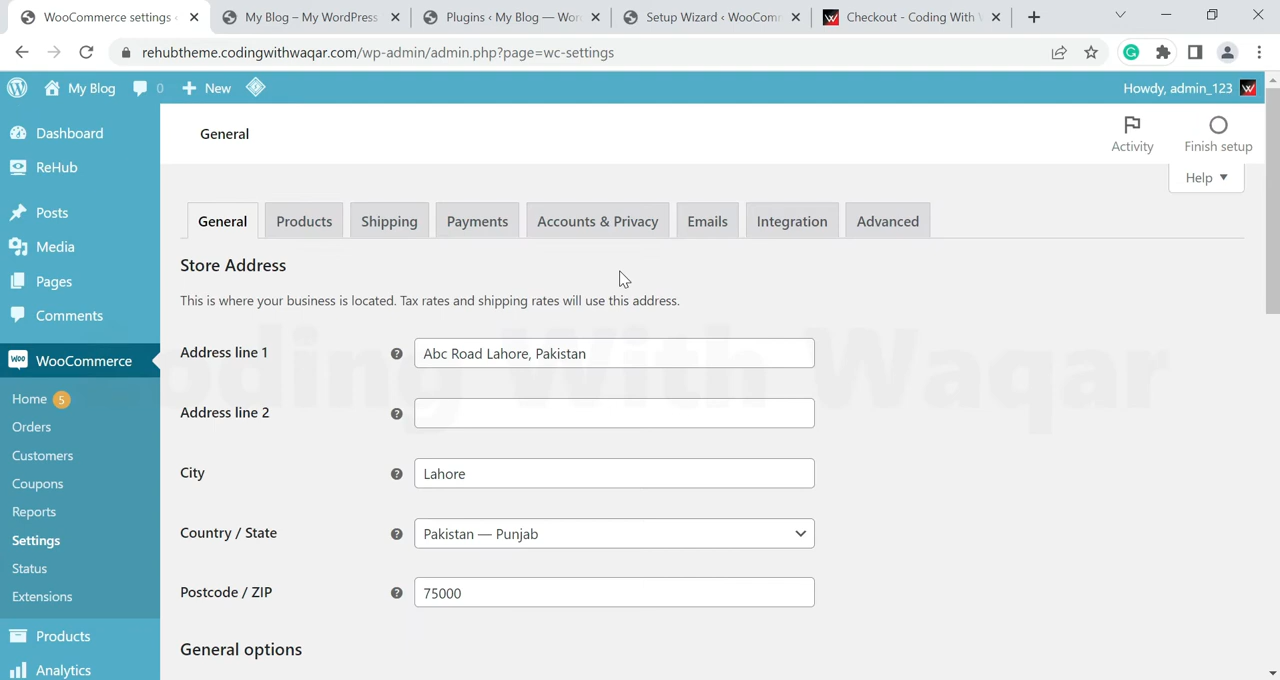 WooCommerce settings ‹
My Blog – My WordPress
Plugins ‹ My Blog — Wor
Setup Wizard ‹ WooComm
Checkout - Coding With
rehubtheme.codingwithwaqar.com/wp-admin/admin.php?page=wc-settings
My Blog
0
New
Howdy, admin_123
Dashboard
ReHub
Posts
Media
Pages
Comments
WooCommerce
Home 5
Orders
Customers
Coupons
Reports
Settings
Status
Extensions
Products
Analytics
General
Activity
Finish setup
Help
General
Products
Shipping
Payments
Accounts & Privacy
Emails
Integration
Advanced
Store Address
This is where your business is located. Tax rates and shipping rates will use this address.
Address line 1
Abc Road Lahore, Pakistan
Address line 2
City
Lahore
Country / State
Pakistan — Punjab
Postcode / ZIP
75000
General options
Coding With Waqar